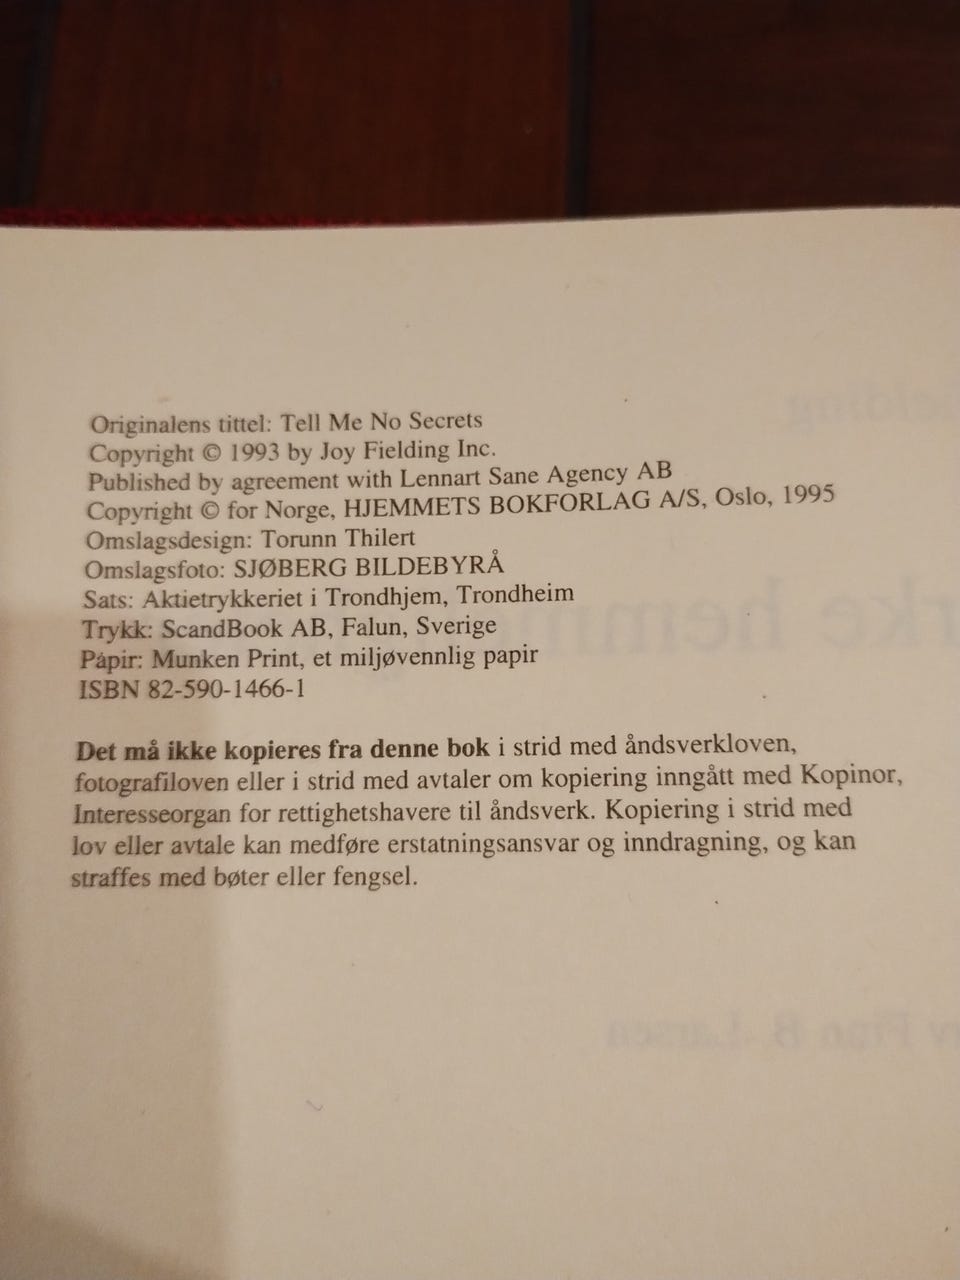 Originalens tittel: Tell Me No Secrets
Copyright © 1993 by Joy Fielding Inc.
Published by agreement with Lennart Sane Agency AB
Copyright © for Norge, HJEMMETS BOKFORLAG A/S, Oslo, 1995
Omslagsdesign: Torunn Thilert
Omslagsfoto: SJØBERG BILDEBYRÅ
Sats: Aktietrykkeriet i Trondhjem, Trondheim
Trykk: ScandBook AB, Falun, Sverige
Papir: Munken Print, et miljøvennlig papir
ISBN 82-590-1466-1
Det må ikke kopieres fra denne bok i strid med åndsverkloven,
fotografiloven eller i strid med avtaler om kopiering inngått med Kopinor,
Interesseorgan for rettighetshavere til åndsverk. Kopiering i strid med
lov eller avtale kan medføre erstatningsansvar og inndragning, og kan
straffes med bøter eller fengsel.